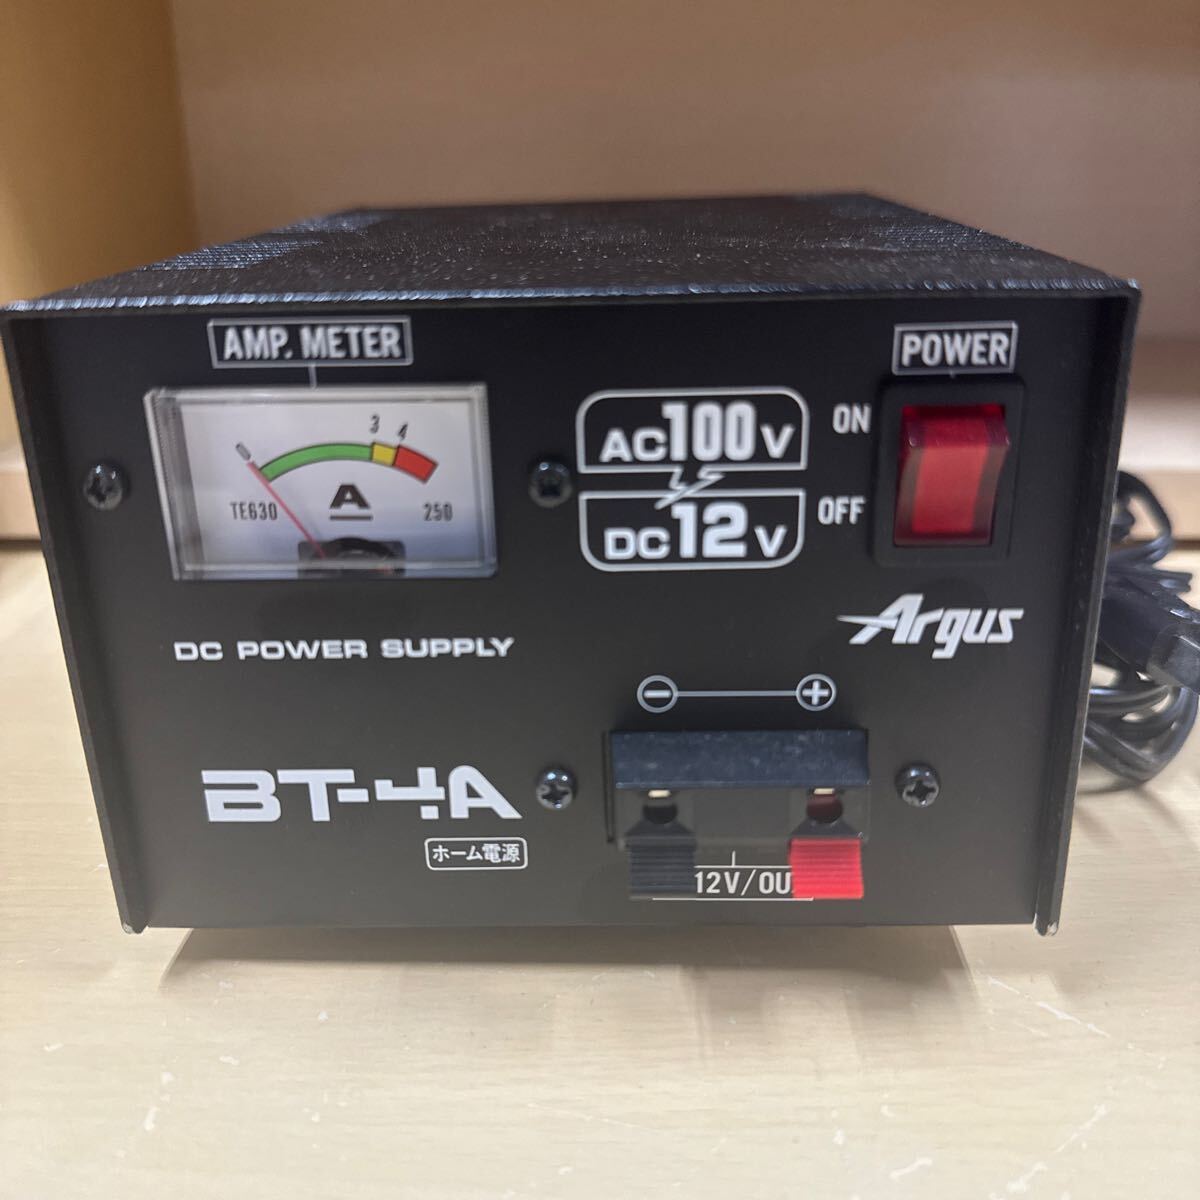 AMP. METER
POWER
0
3
4
TE630
A
250
AC100V
DC12V
ON
OFF
Argus
DC POWER SUPPLY
− +
BT-4A
ホーム電源
12V/OU